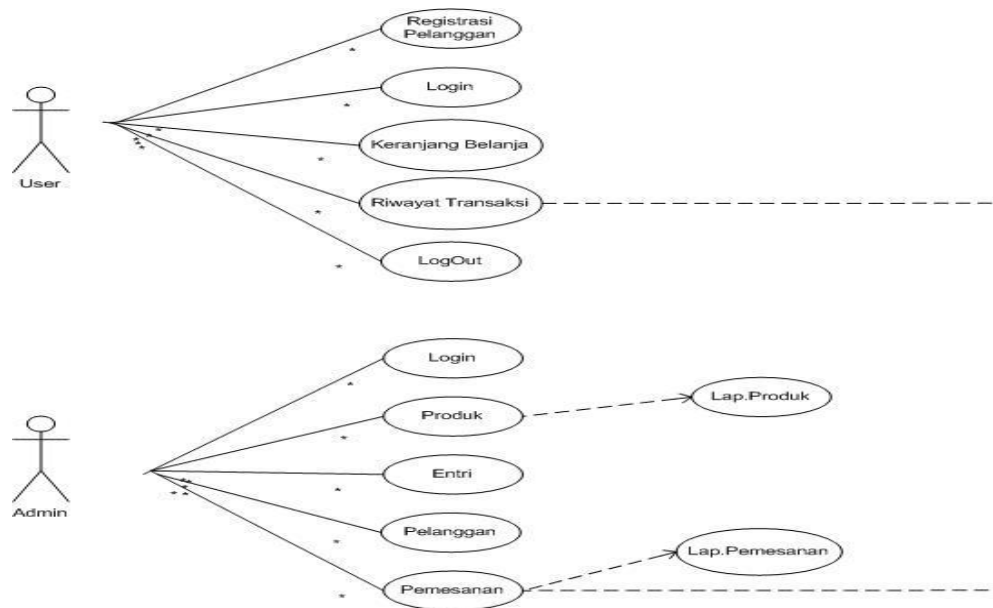 Registrasi
Pelanggan
*
Login
*
Keranjang Belanja
*
User
Riwayat Transaksi
*
LogOut
*
Login
*
Lap.Produk
Produk
*
Entri
*
Admin
Pelanggan
*
Lap.Pemesanan
Pemesanan
*